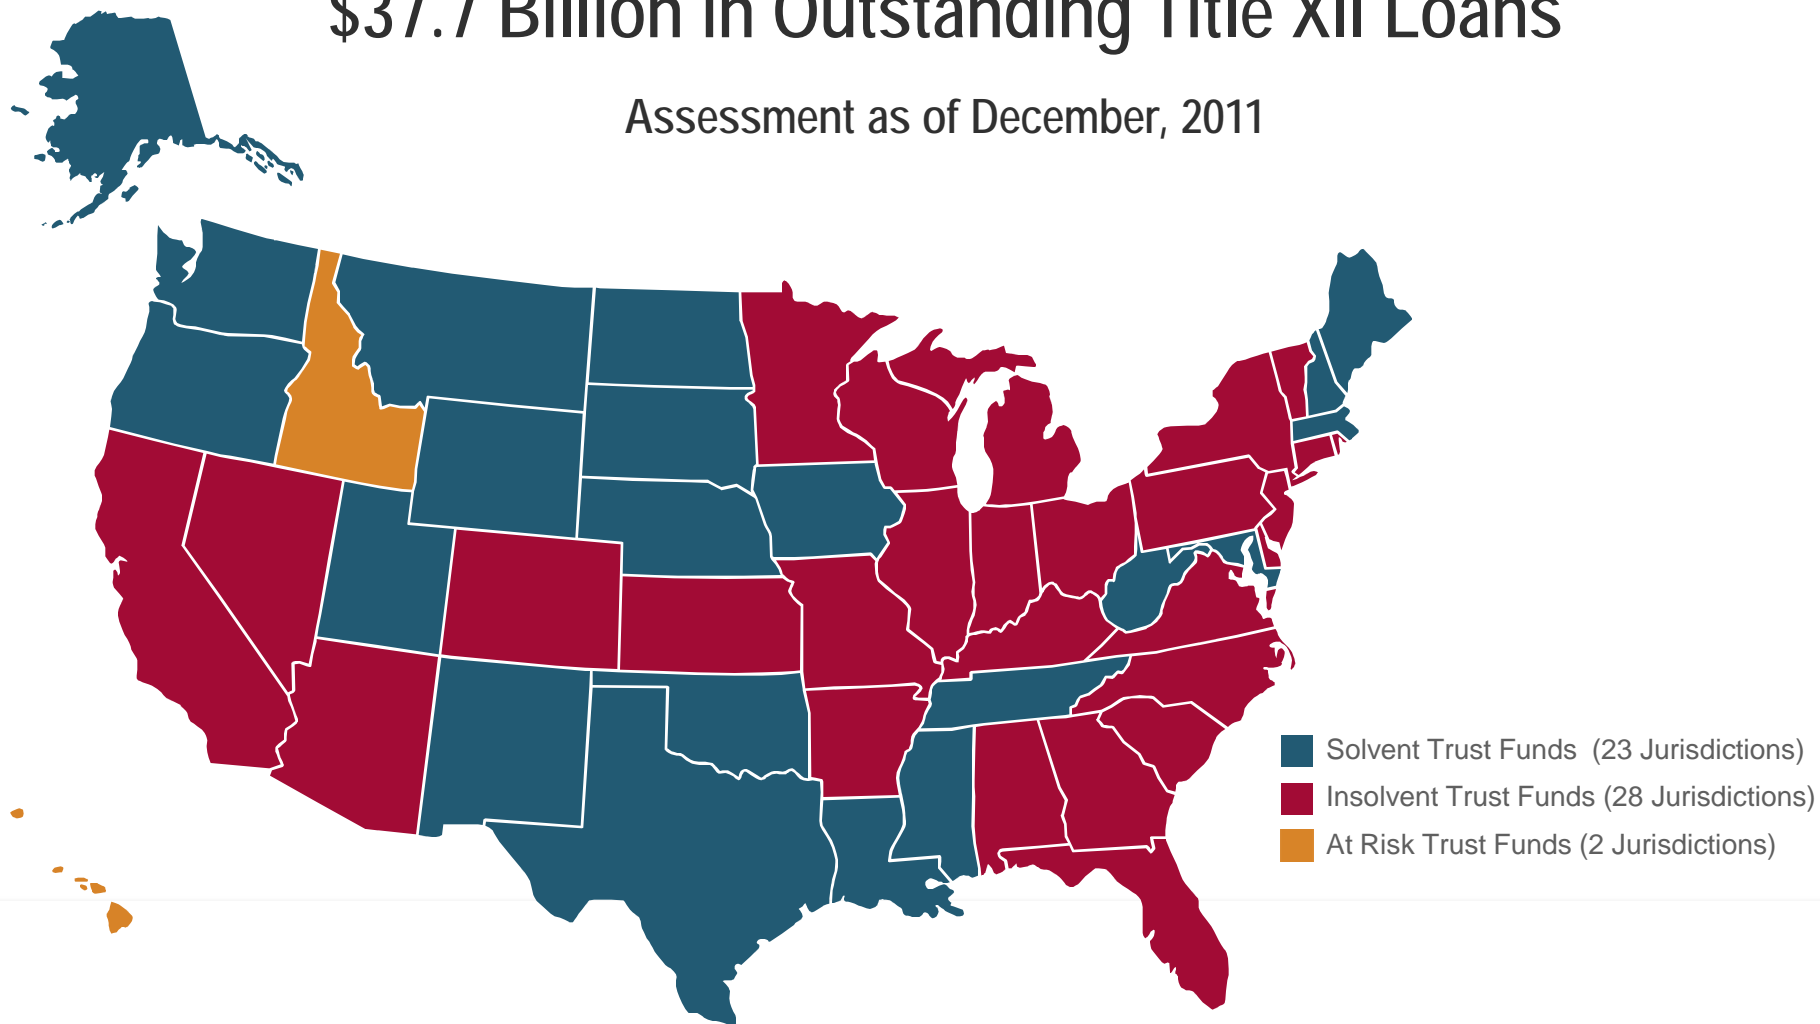 $37.7 Billion in Outstanding Title XII Loans
Assessment as of December, 2011
Solvent Trust Funds (23 Jurisdictions)
Insolvent Trust Funds (28 Jurisdictions)
At Risk Trust Funds (2 Jurisdictions)